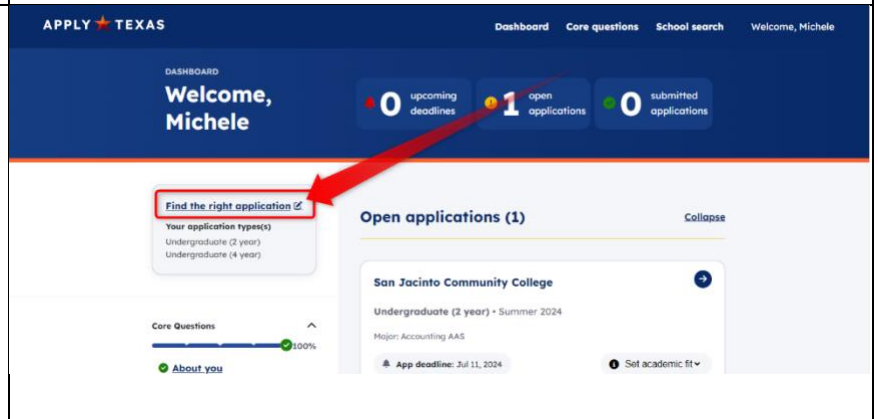 APPLY TEXAS
Dashboard Core questions School search Welcome, Michele
DASHBOARD
Welcome,
Michele
0 upcoming
deadlines
1 open
applications
0 submitted
applications
Find the right application
Your application types(s)
Undergraduate (2 year)
Undergraduate (4 year)
Core Questions
100%
About you
Open applications (1) Collapse
San Jacinto Community College
Undergraduate (2 year) • Summer 2024
Major: Accounting AAS
App deadline: Jul 11, 2024 Set academic fit